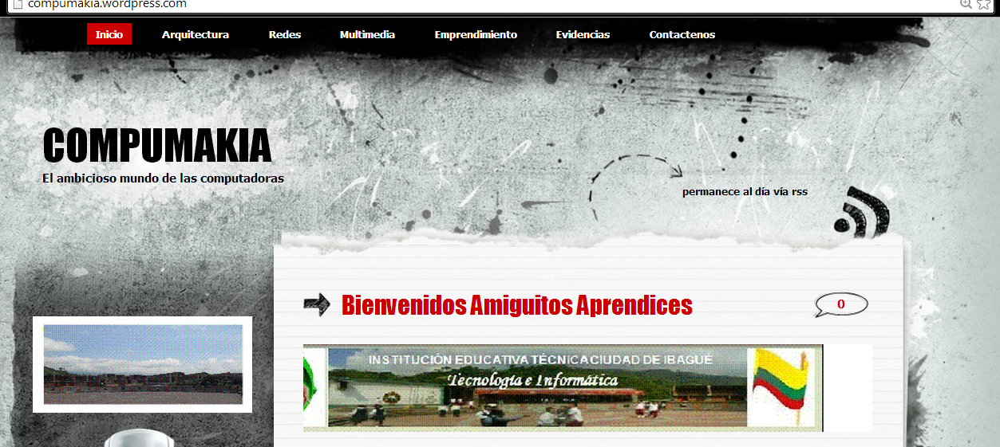 compumakia.wordpress.com
Inicio Arquitectura Redes Multimedia Emprendimiento Evidencias Contactenos
COMPUMAKIA
El ambicioso mundo de las computadoras
permanece al día vía rss
Bienvenidos Amiguitos Aprendices
0
INSTITUCIÓN EDUCATIVA TÉCNICA CIUDAD DE IBAGUÉ
Tecnología e Informática